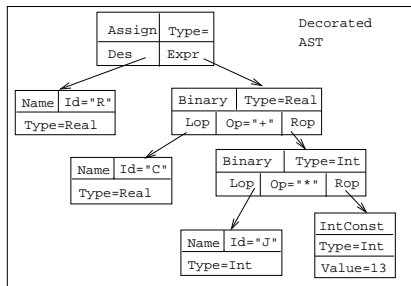 Assign Type=
Des Expr
Decorated
AST
Name Id="R"
Type=Real
Binary Type=Real
Lop Op="+" Rop
Name Id="C"
Type=Real
Binary Type=Int
Lop Op="*" Rop
Name Id="J"
Type=Int
IntConst
Type=Int
Value=13